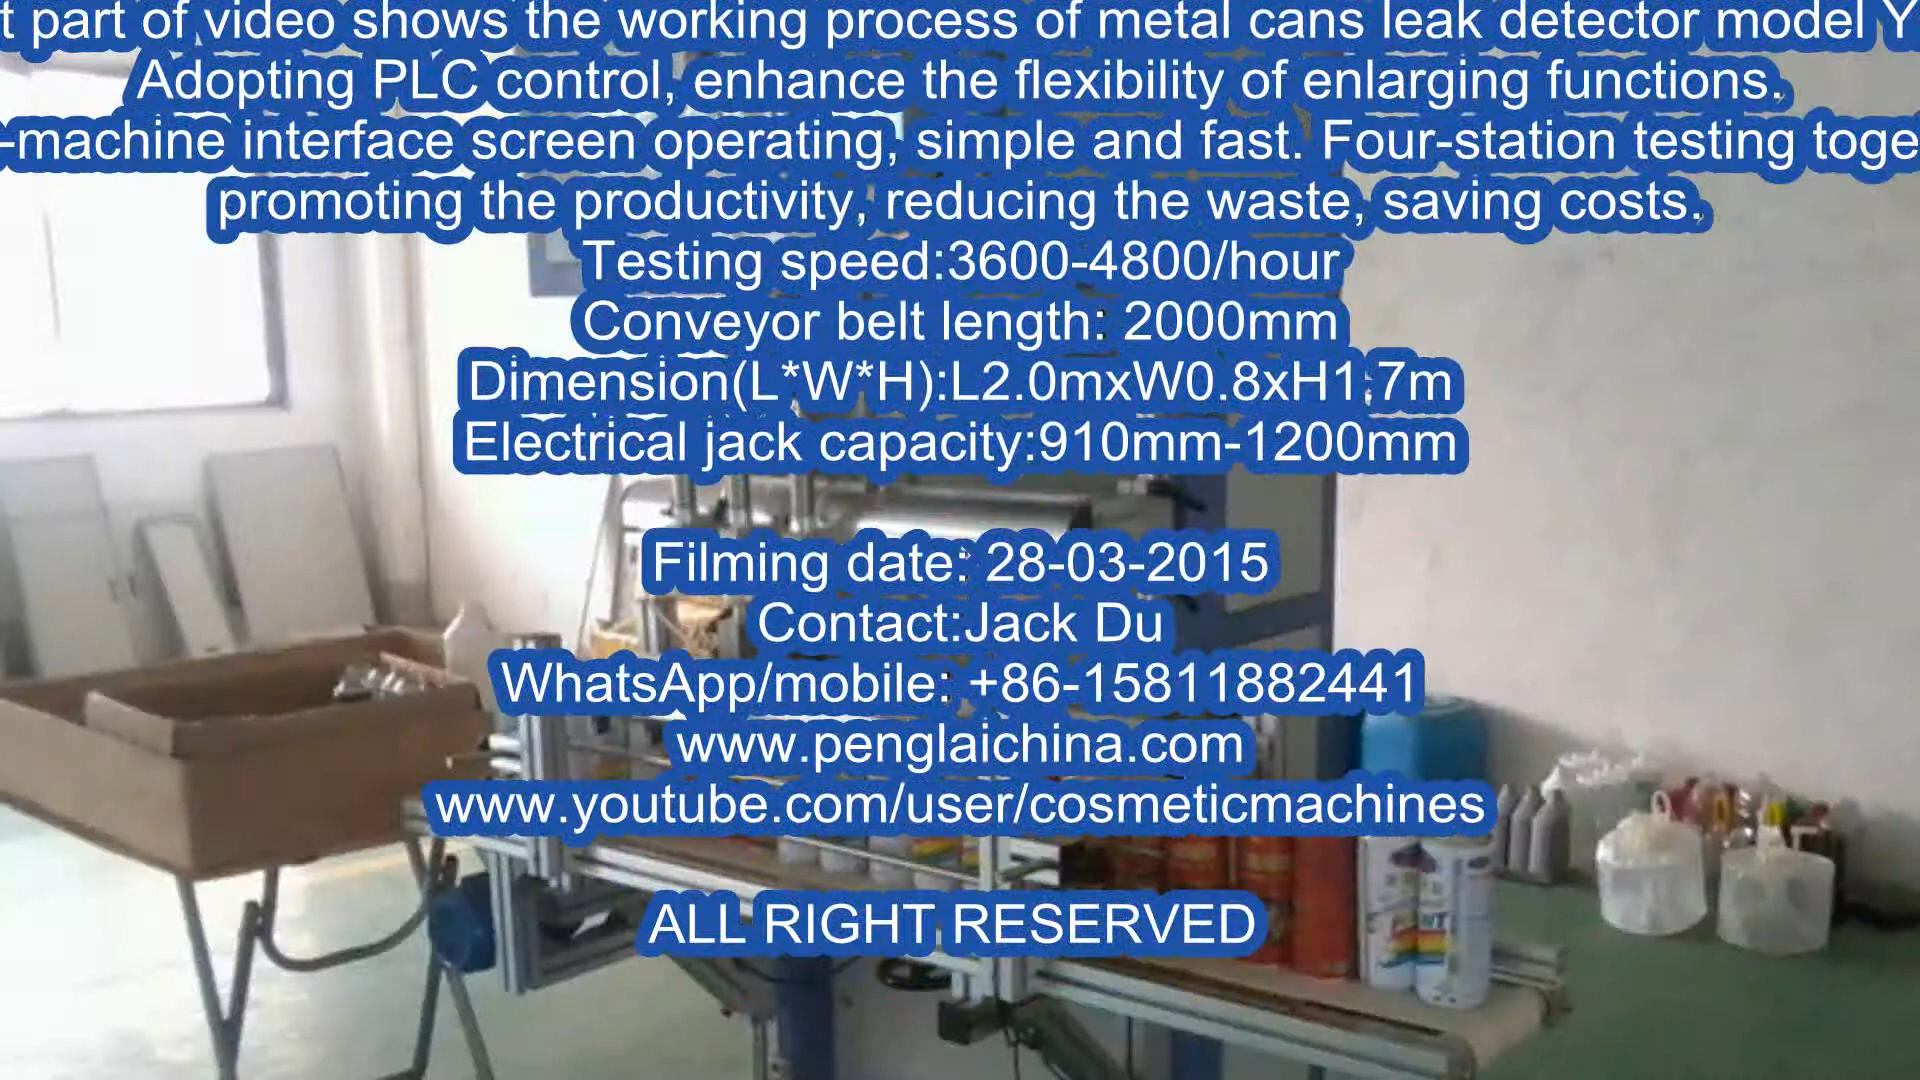 t part of video shows the working process of metal cans leak detector model Y
Adopting PLC control, enhance the flexibility of enlarging functions.
-machine interface screen operating, simple and fast. Four-station testing toge
promoting the productivity, reducing the waste, saving costs.
Testing speed:3600-4800/hour
Conveyor belt length: 2000mm
Dimension(L*W*H):L2.0mxW0.8xH1.7m
Electrical jack capacity:910mm-1200mm
Filming date: 28-03-2015
Contact:Jack Du
WhatsApp/mobile: +86-15811882441
www.penglaichina.com
www.youtube.com/user/cosmeticmachines
ALL RIGHT RESERVED